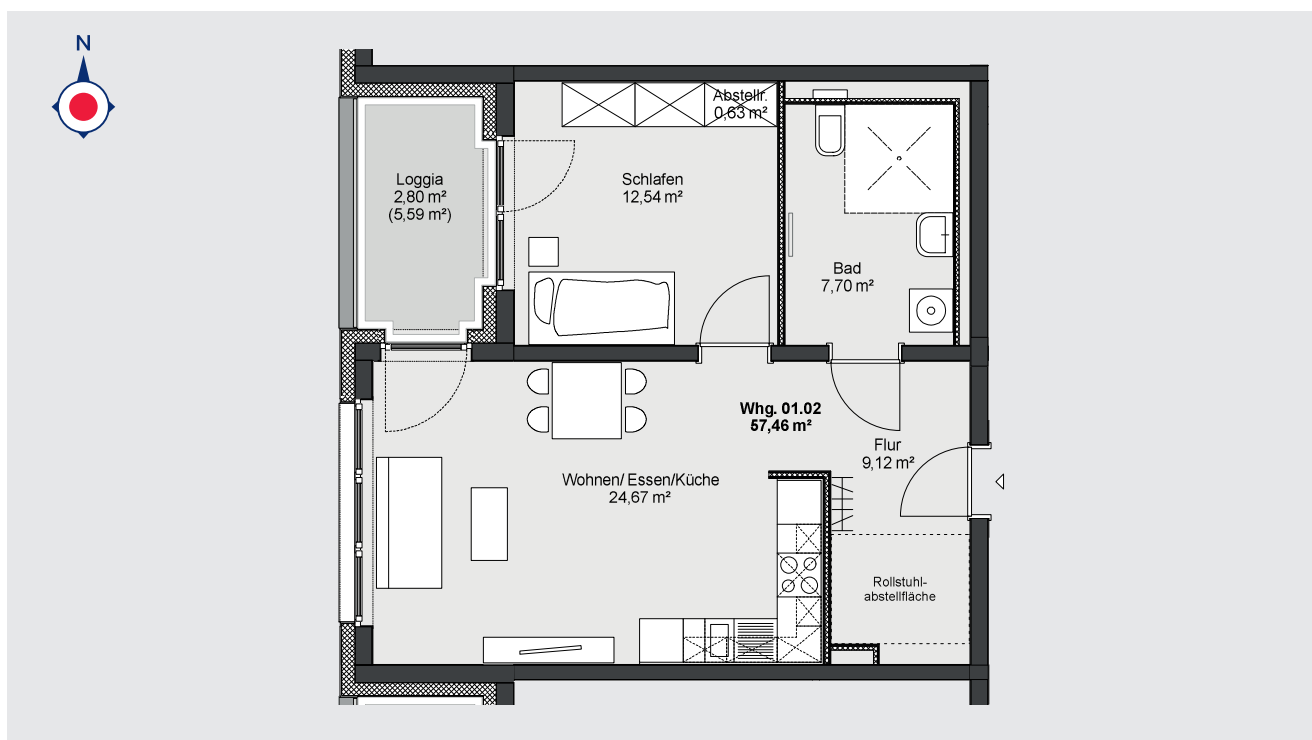 N
Abstellr.
0,63 m²
Loggia
2,80 m²
(5,59 m²)
Schlafen
12,54 m²
Bad
7,70 m²
Whg. 01.02
57,46 m²
Flur
9,12 m²
Wohnen/ Essen/Küche
24,67 m²
Rollstuhl-
abstellfläche